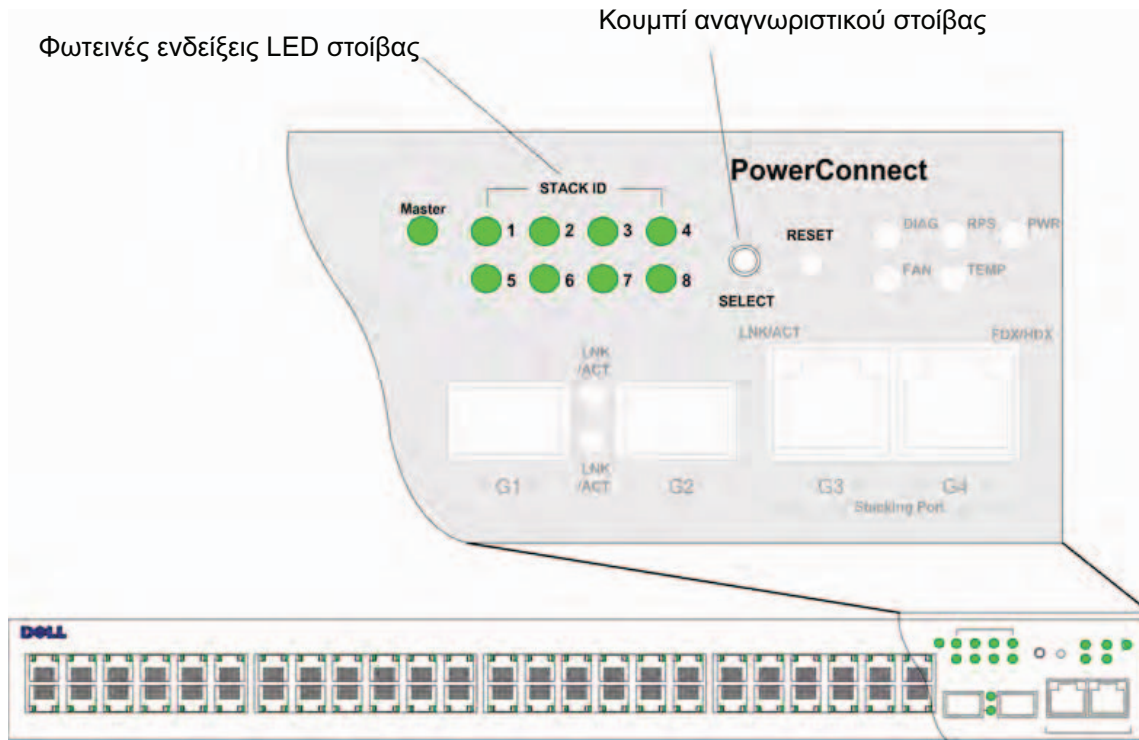 Κουμπί αναγνωριστικού στοίβας
Φωτεινές ενδείξεις LED στοίβας
PowerConnect
STACK ID
Master
1 2 3 4
RESET
DIAG RPS PWR
5 6 7 8
FAN TEMP
SELECT
LNK/ACT FDX/HDX
LNK
/ACT
LNK
/ACT
G1 G2 G3 G4
Stacking Port
DELL